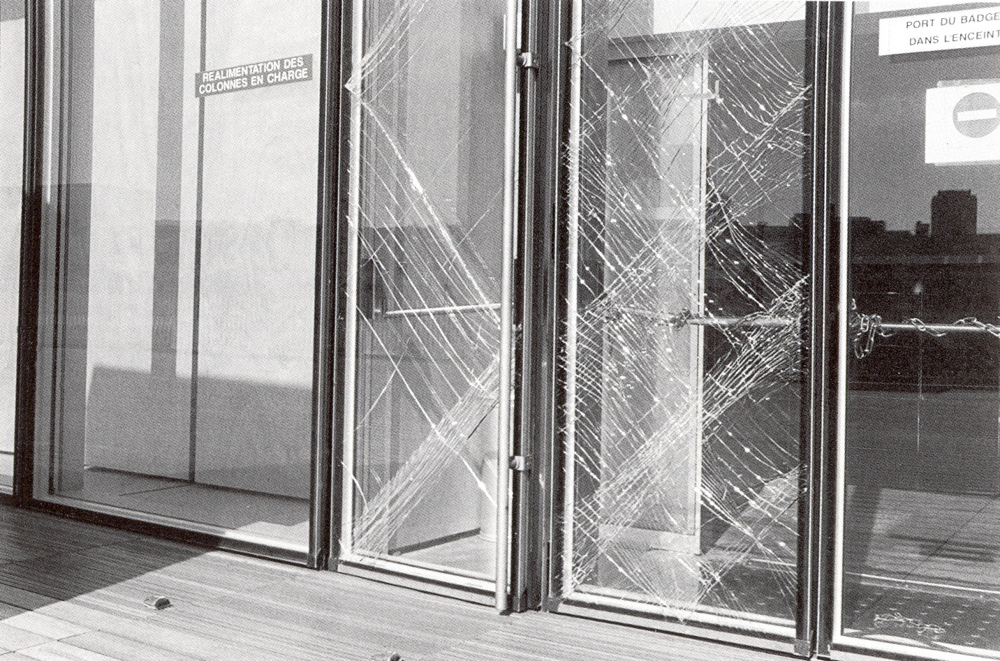 REALIMENTATION DES
COLONNES EN CHARGE
PORT DU BADGE
DANS L'ENCEINT